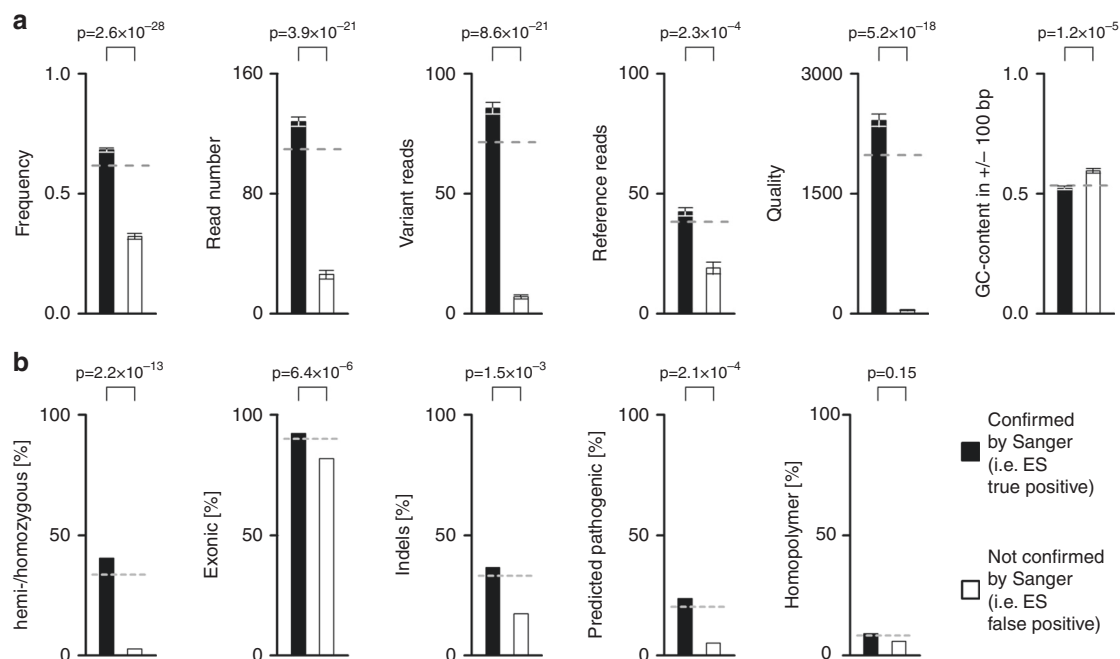 a
p=2.6×10−28
p=3.9×10−21
p=8.6×10−21
p=2.3×10−4
p=5.2×10−18
p=1.2×10−5
Frequency
1.0
0.5
0.0
Read number
160
80
0
Variant reads
100
50
0
Reference reads
100
50
0
Quality
3000
1500
0
GC-content in +/− 100 bp
1.0
0.5
0.0
b
p=2.2×10−13
p=6.4×10−6
p=1.5×10−3
p=2.1×10−4
p=0.15
hemi-/homozygous [%]
100
50
0
Exonic [%]
100
50
0
Indels [%]
100
50
0
Predicted pathogenic [%]
100
50
0
Homopolymer [%]
100
50
0
Confirmed
by Sanger
(i.e. ES
true positive)
Not confirmed
by Sanger
(i.e. ES
false positive)